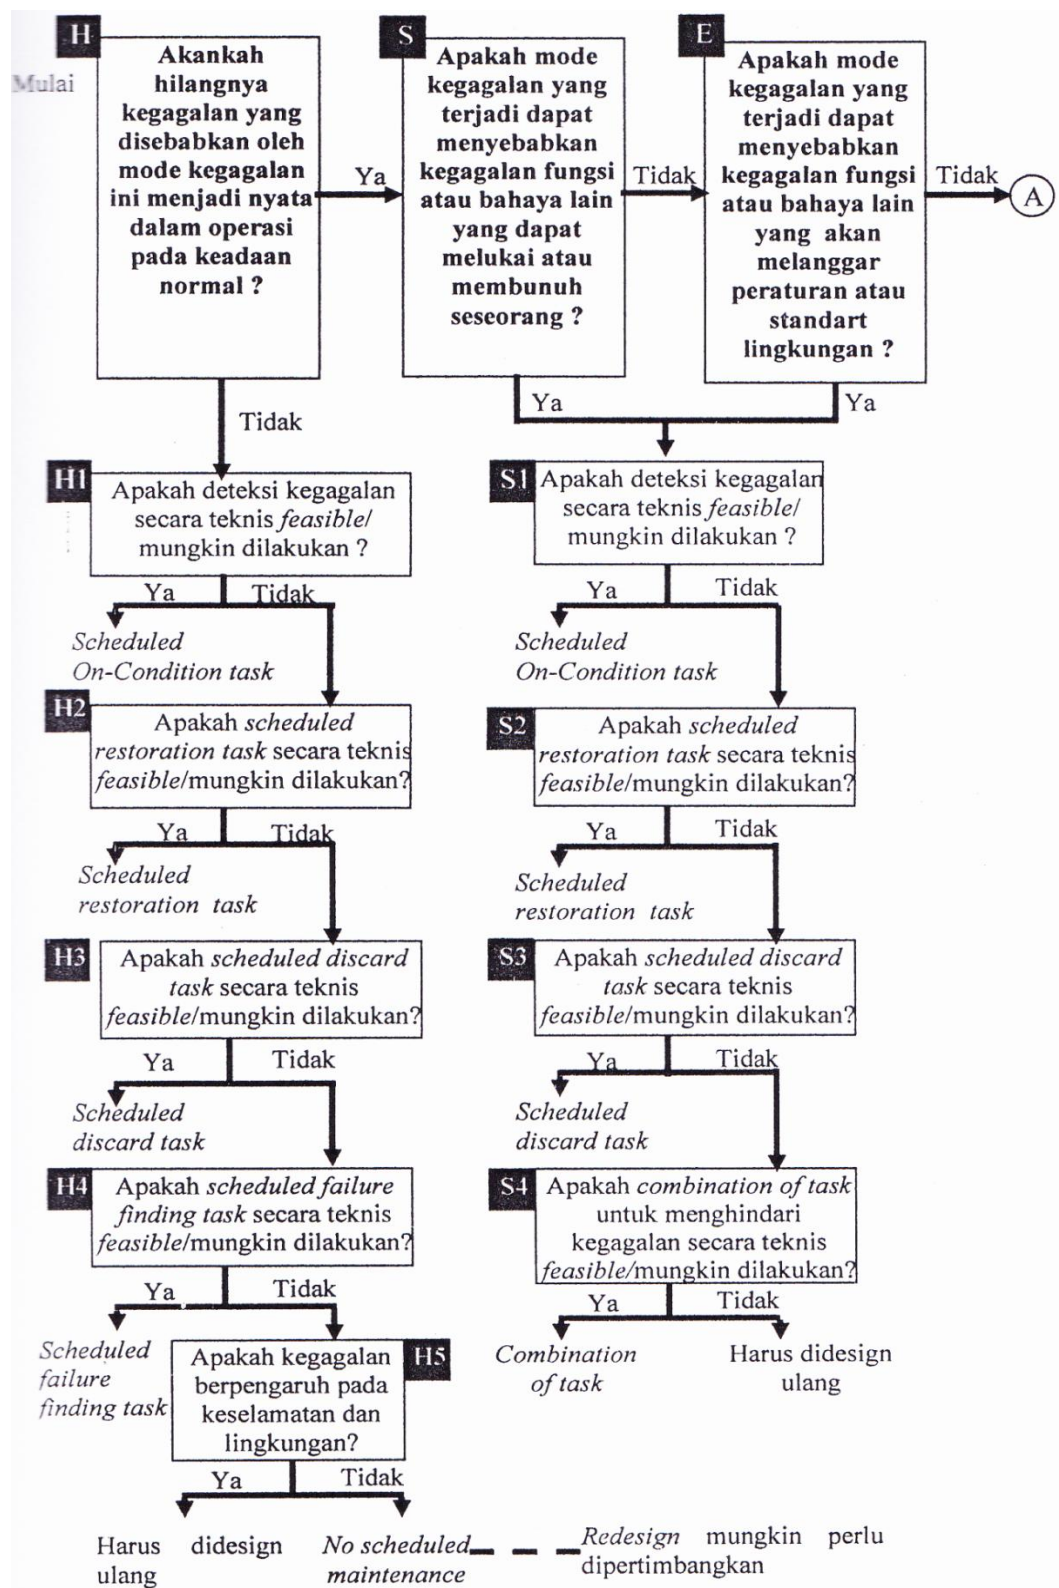 H
Mulai
Akankah
hilangnya
kegagalan yang
disebabkan oleh
mode kegagalan
ini menjadi nyata
dalam operasi
pada keadaan
normal ?
Ya
Tidak
S
Apakah mode
kegagalan yang
terjadi dapat
menyebabkan
kegagalan fungsi
atau bahaya lain
yang dapat
melukai atau
membunuh
seseorang ?
Tidak
Ya
E
Apakah mode
kegagalan yang
terjadi dapat
menyebabkan
kegagalan fungsi
atau bahaya lain
yang akan
melanggar
peraturan atau
standart
lingkungan ?
Tidak
A
Ya
H1
Apakah deteksi kegagalan
secara teknis feasible/
mungkin dilakukan ?
Ya Tidak
Scheduled
On-Condition task
H2
Apakah scheduled
restoration task secara teknis
feasible/mungkin dilakukan?
Ya Tidak
Scheduled
restoration task
H3
Apakah scheduled discard
task secara teknis
feasible/mungkin dilakukan?
Ya Tidak
Scheduled
discard task
H4
Apakah scheduled failure
finding task secara teknis
feasible/mungkin dilakukan?
Ya Tidak
Scheduled
failure
finding task
H5
Apakah kegagalan
berpengaruh pada
keselamatan dan
lingkungan?
Ya Tidak
Harus didesign
ulang
No scheduled
maintenance
Redesign mungkin perlu
dipertimbangkan
S1
Apakah deteksi kegagalan
secara teknis feasible/
mungkin dilakukan ?
Ya Tidak
Scheduled
On-Condition task
S2
Apakah scheduled
restoration task secara teknis
feasible/mungkin dilakukan?
Ya Tidak
Scheduled
restoration task
S3
Apakah scheduled discard
task secara teknis
feasible/mungkin dilakukan?
Ya Tidak
Scheduled
discard task
S4
Apakah combination of task
untuk menghindari
kegagalan secara teknis
feasible/mungkin dilakukan?
Ya Tidak
Combination
of task
Harus didesign
ulang